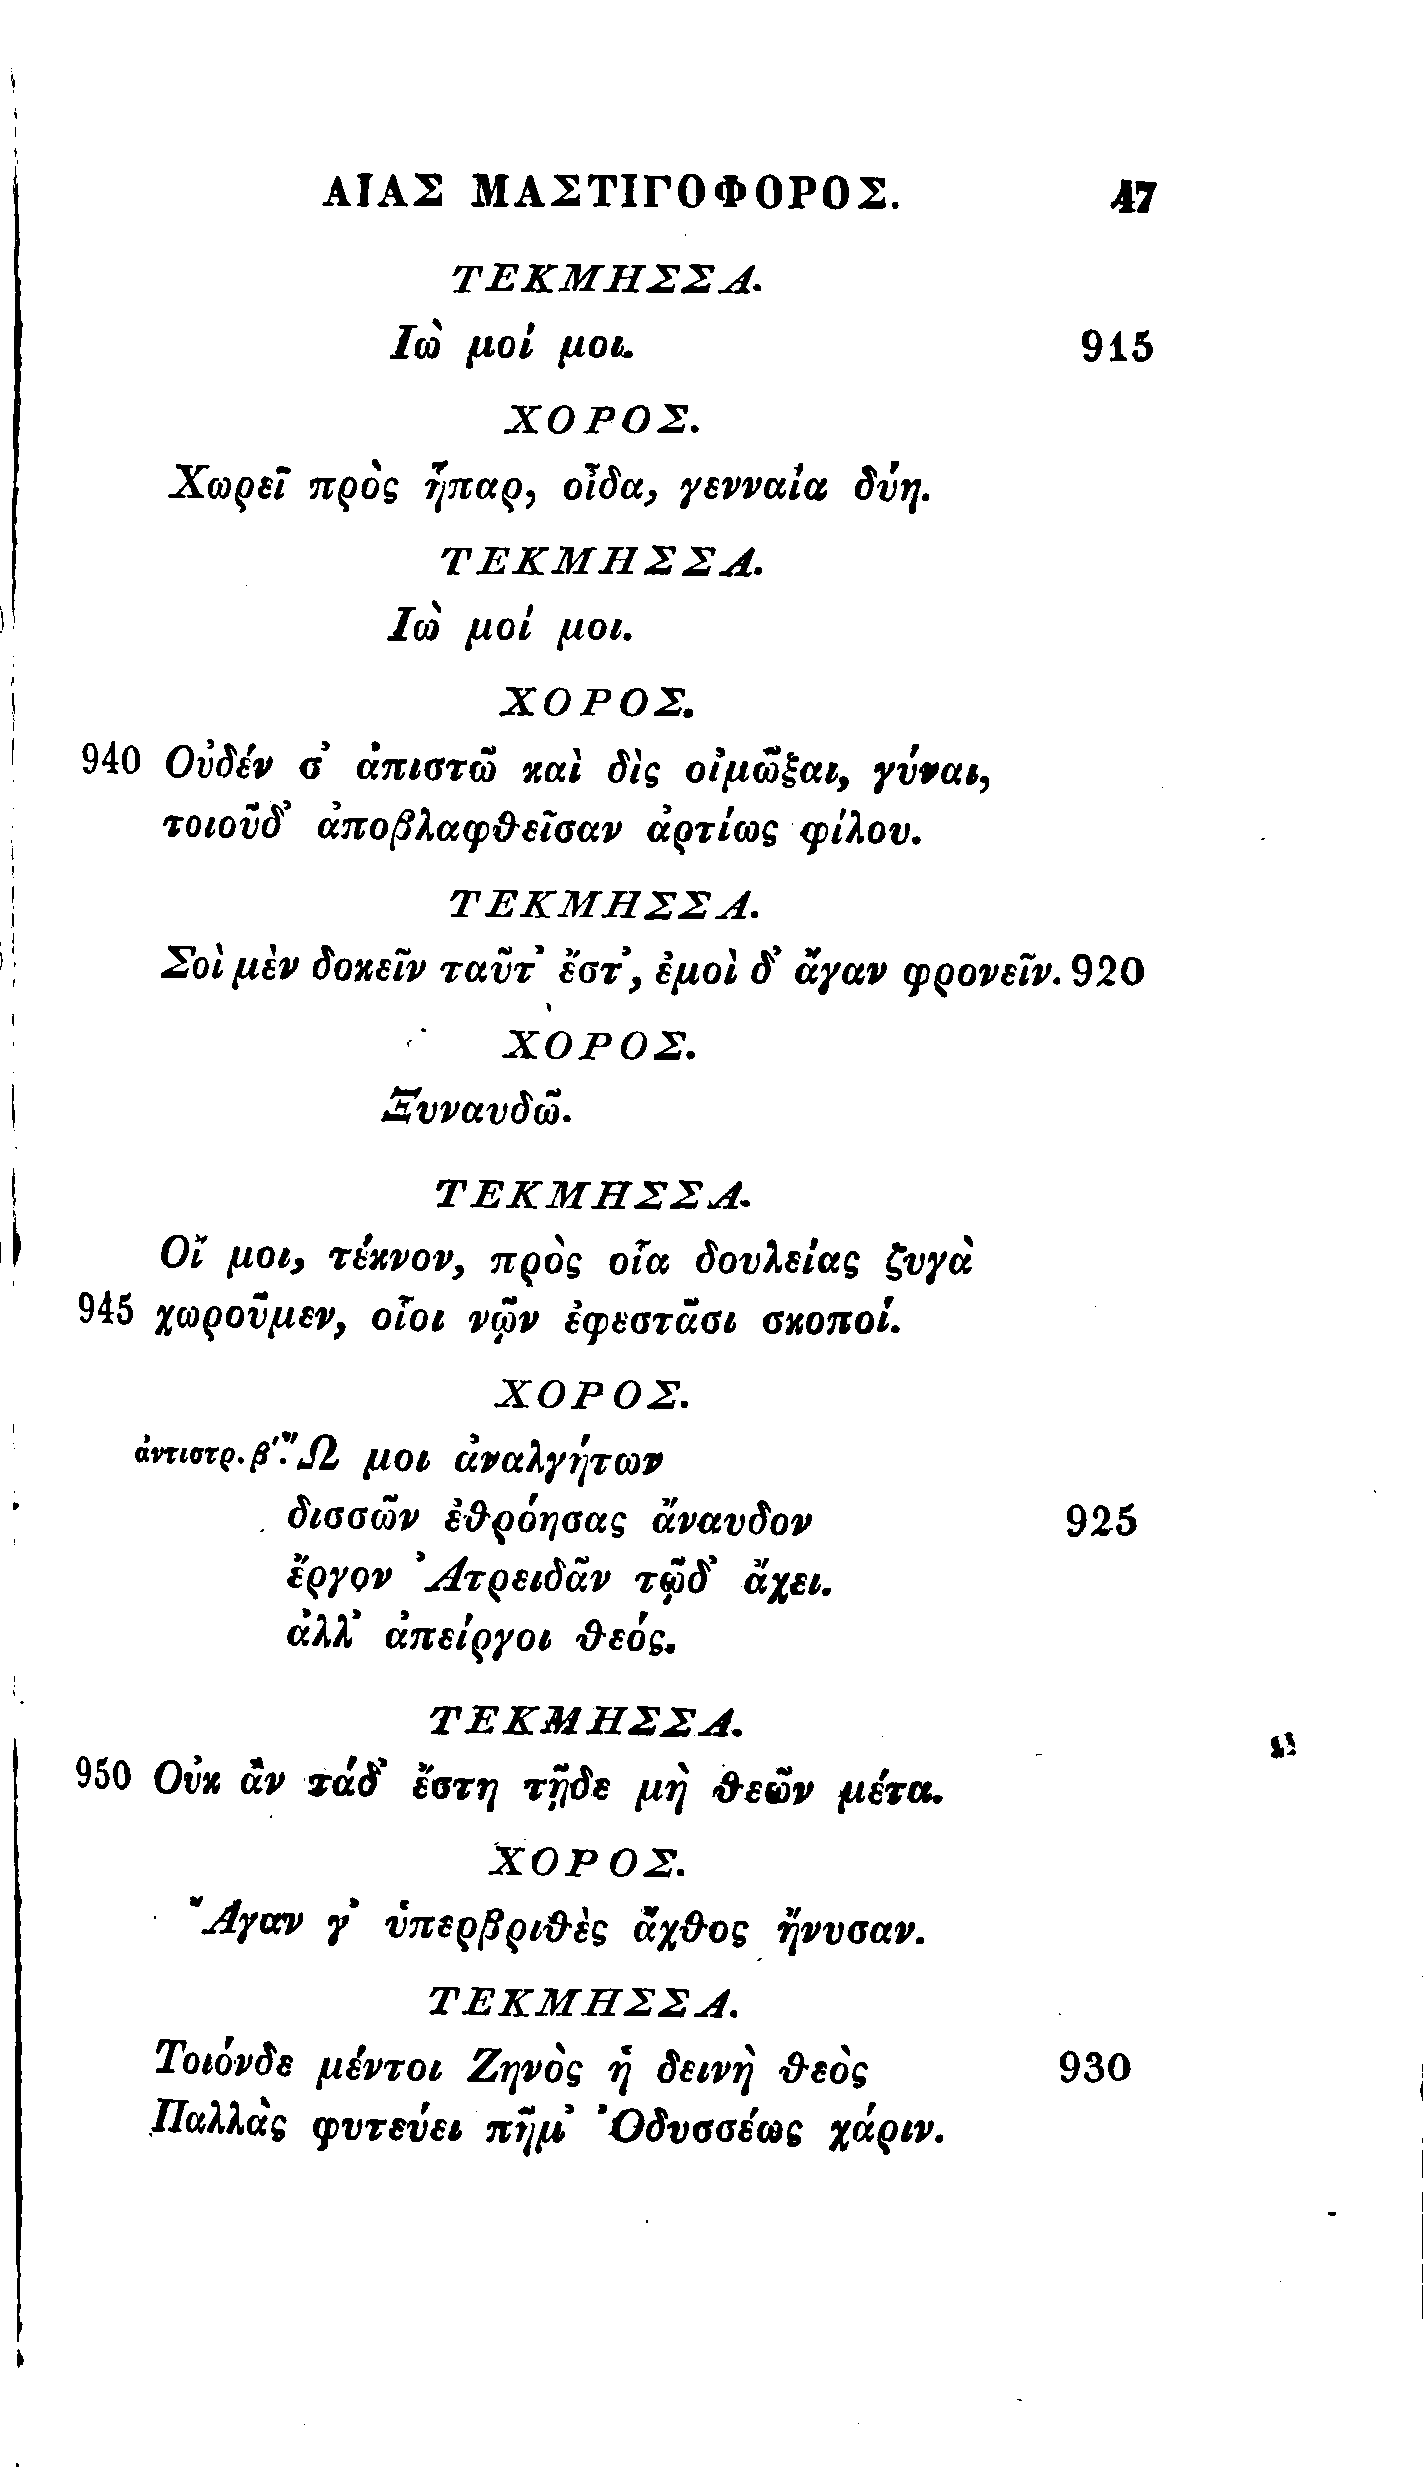 ΑΙΑΣ ΜΑΣΤΙΓΟΦΟΡΟΣ. 47
ΤΕΚΜΗΣΣΑ.
Ἰὼ μοί μοι. 915
ΧΟΡΟΣ.
Χωρεῖ πρὸς ἧπαρ, οἶδα, γενναία δύη.
ΤΕΚΜΗΣΣΑ.
Ἰὼ μοί μοι.
ΧΟΡΟΣ.
940 Οὐδέν σ᾽ ἀπιστῶ καὶ δὶς οἰμῶξαι, γύναι,
τοιοῦδ᾽ ἀποβλαφθεῖσαν ἀρτίως φίλου.
ΤΕΚΜΗΣΣΑ.
Σοὶ μὲν δοκεῖν ταῦτ᾽ ἔστ᾽, ἐμοὶ δ᾽ ἄγαν φρονεῖν. 920
ΧΟΡΟΣ.
Ξυναυδῶ.
ΤΕΚΜΗΣΣΑ.
Οἴ μοι, τέκνον, πρὸς οἷα δουλείας ζυγὰ
945 χωροῦμεν, οἷοι νῷν ἐφεστᾶσι σκοποί.
ΧΟΡΟΣ.
ἀντιστρ. β΄. Ὤ μοι ἀναλγήτων
δισσῶν ἐθρόησας ἄναυδον 925
ἔργον Ἀτρειδᾶν τῷδ᾽ ἄχει.
ἀλλ᾽ ἀπείργοι θεός.
ΤΕΚΜΗΣΣΑ.
950 Οὐκ ἂν τάδ᾽ ἔστη τῇδε μὴ θεῶν μέτα.
ΧΟΡΟΣ.
Ἄγαν γ᾽ ὑπερβριθὲς ἄχθος ἤνυσαν.
ΤΕΚΜΗΣΣΑ.
Τοιόνδε μέντοι Ζηνὸς ἡ δεινὴ θεὸς 930
Παλλὰς φυτεύει πῆμ᾽ Ὀδυσσέως χάριν.